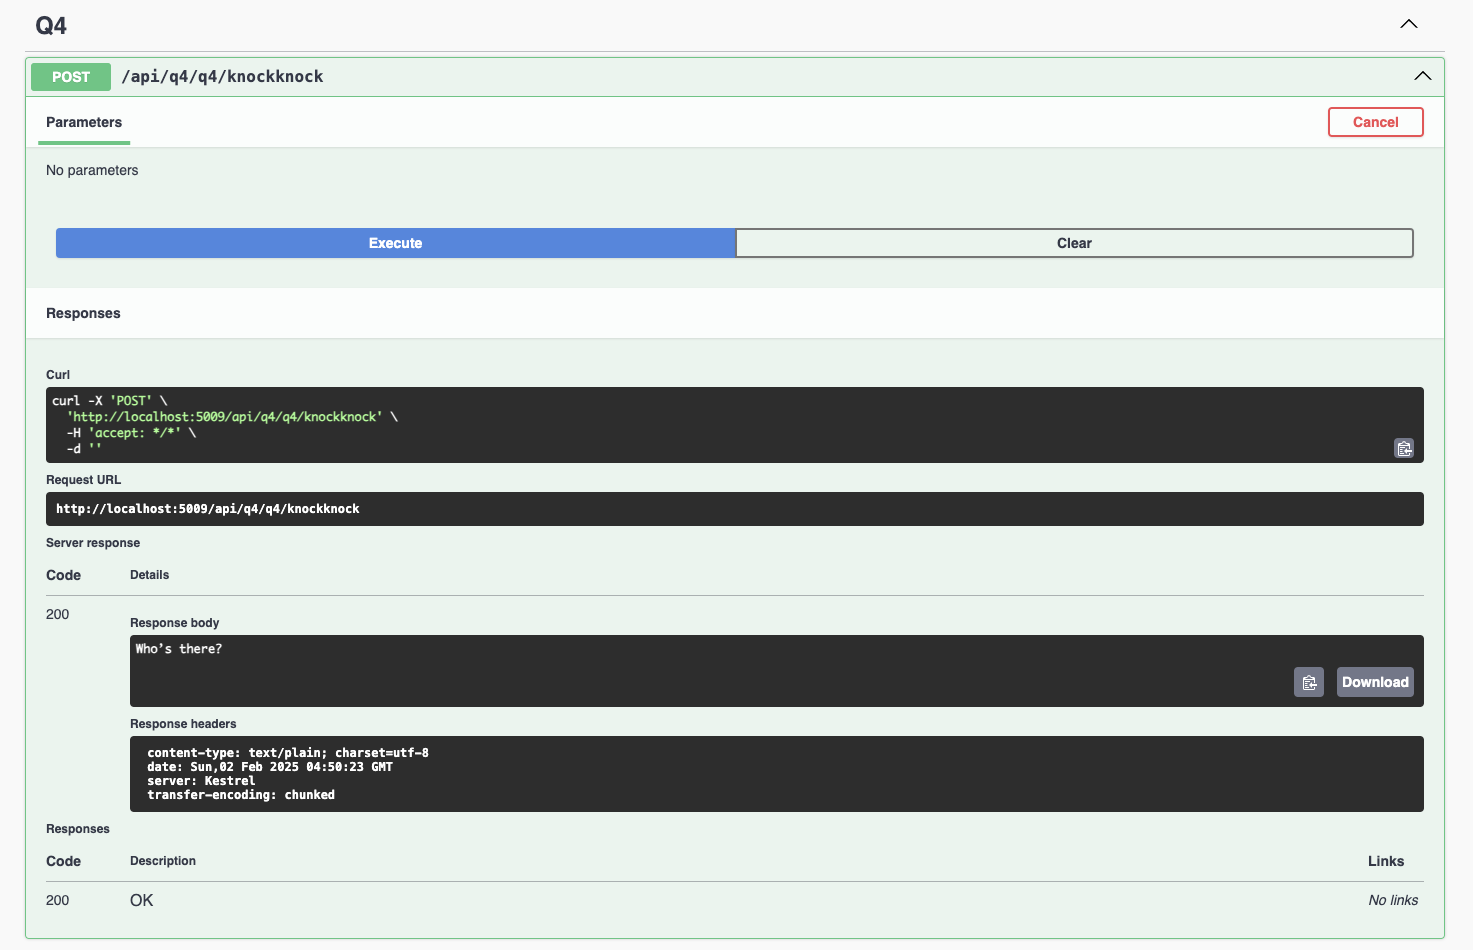 Q4
POST /api/q4/q4/knockknock
Parameters
Cancel
No parameters
Execute
Clear
Responses
Curl
curl -X 'POST' \
  'http://localhost:5009/api/q4/q4/knockknock' \
  -H 'accept: */*' \
  -d ''
Request URL
http://localhost:5009/api/q4/q4/knockknock
Server response
Code Details
200
Response body
Who’s there?
Download
Response headers
content-type: text/plain; charset=utf-8
date: Sun,02 Feb 2025 04:50:23 GMT
server: Kestrel
transfer-encoding: chunked
Responses
Code Description Links
200 OK No links